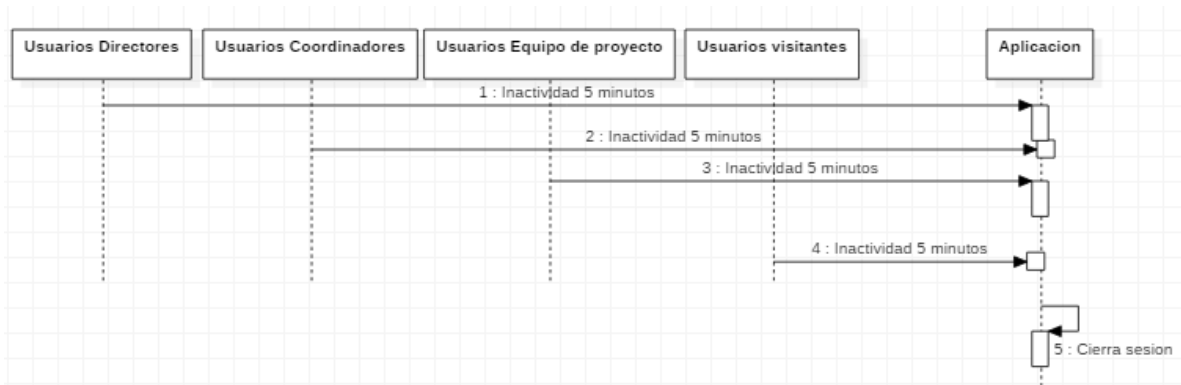 Usuarios Directores
Usuarios Coordinadores
Usuarios Equipo de proyecto
Usuarios visitantes
Aplicacion
1 : Inactividad 5 minutos
2 : Inactividad 5 minutos
3 : Inactividad 5 minutos
4 : Inactividad 5 minutos
5 : Cierra sesion